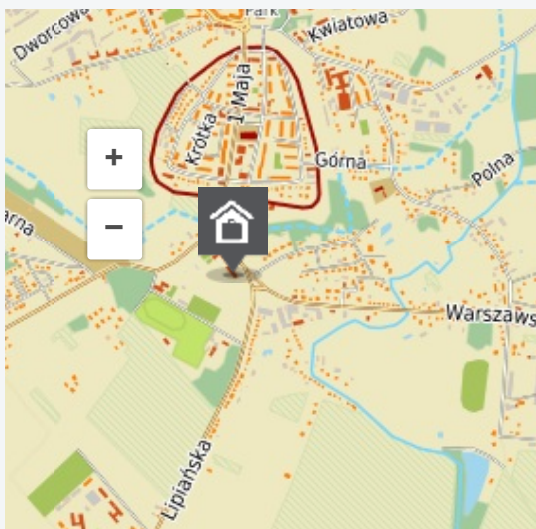 Park
Dworcowa
Kwiatowa
1 Maja
Krótka
Górna
Polna
arna
Warszaws
Lipiańska
+
−